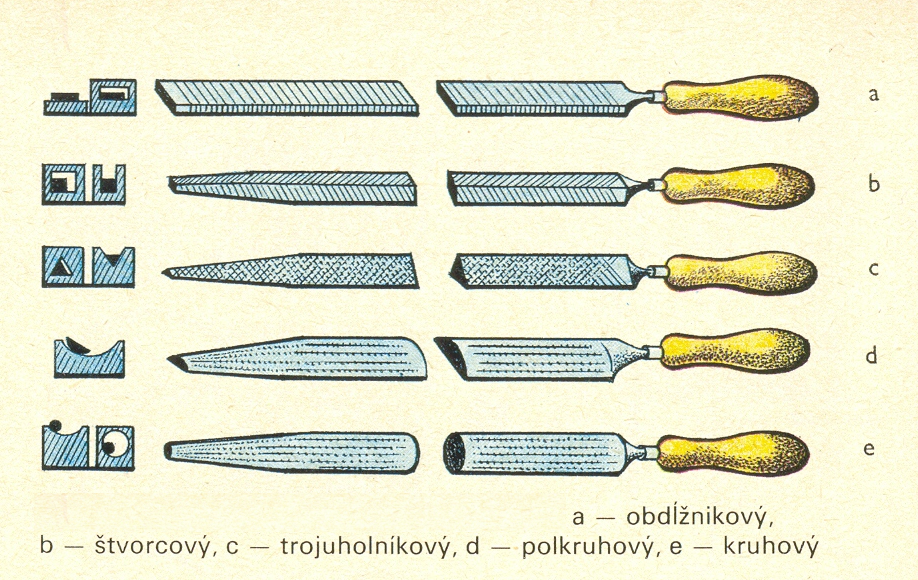 a
b
c
d
e
a — obdĺžnikový,
b — štvorcový, c — trojuholníkový, d — polkruhový, e — kruhový